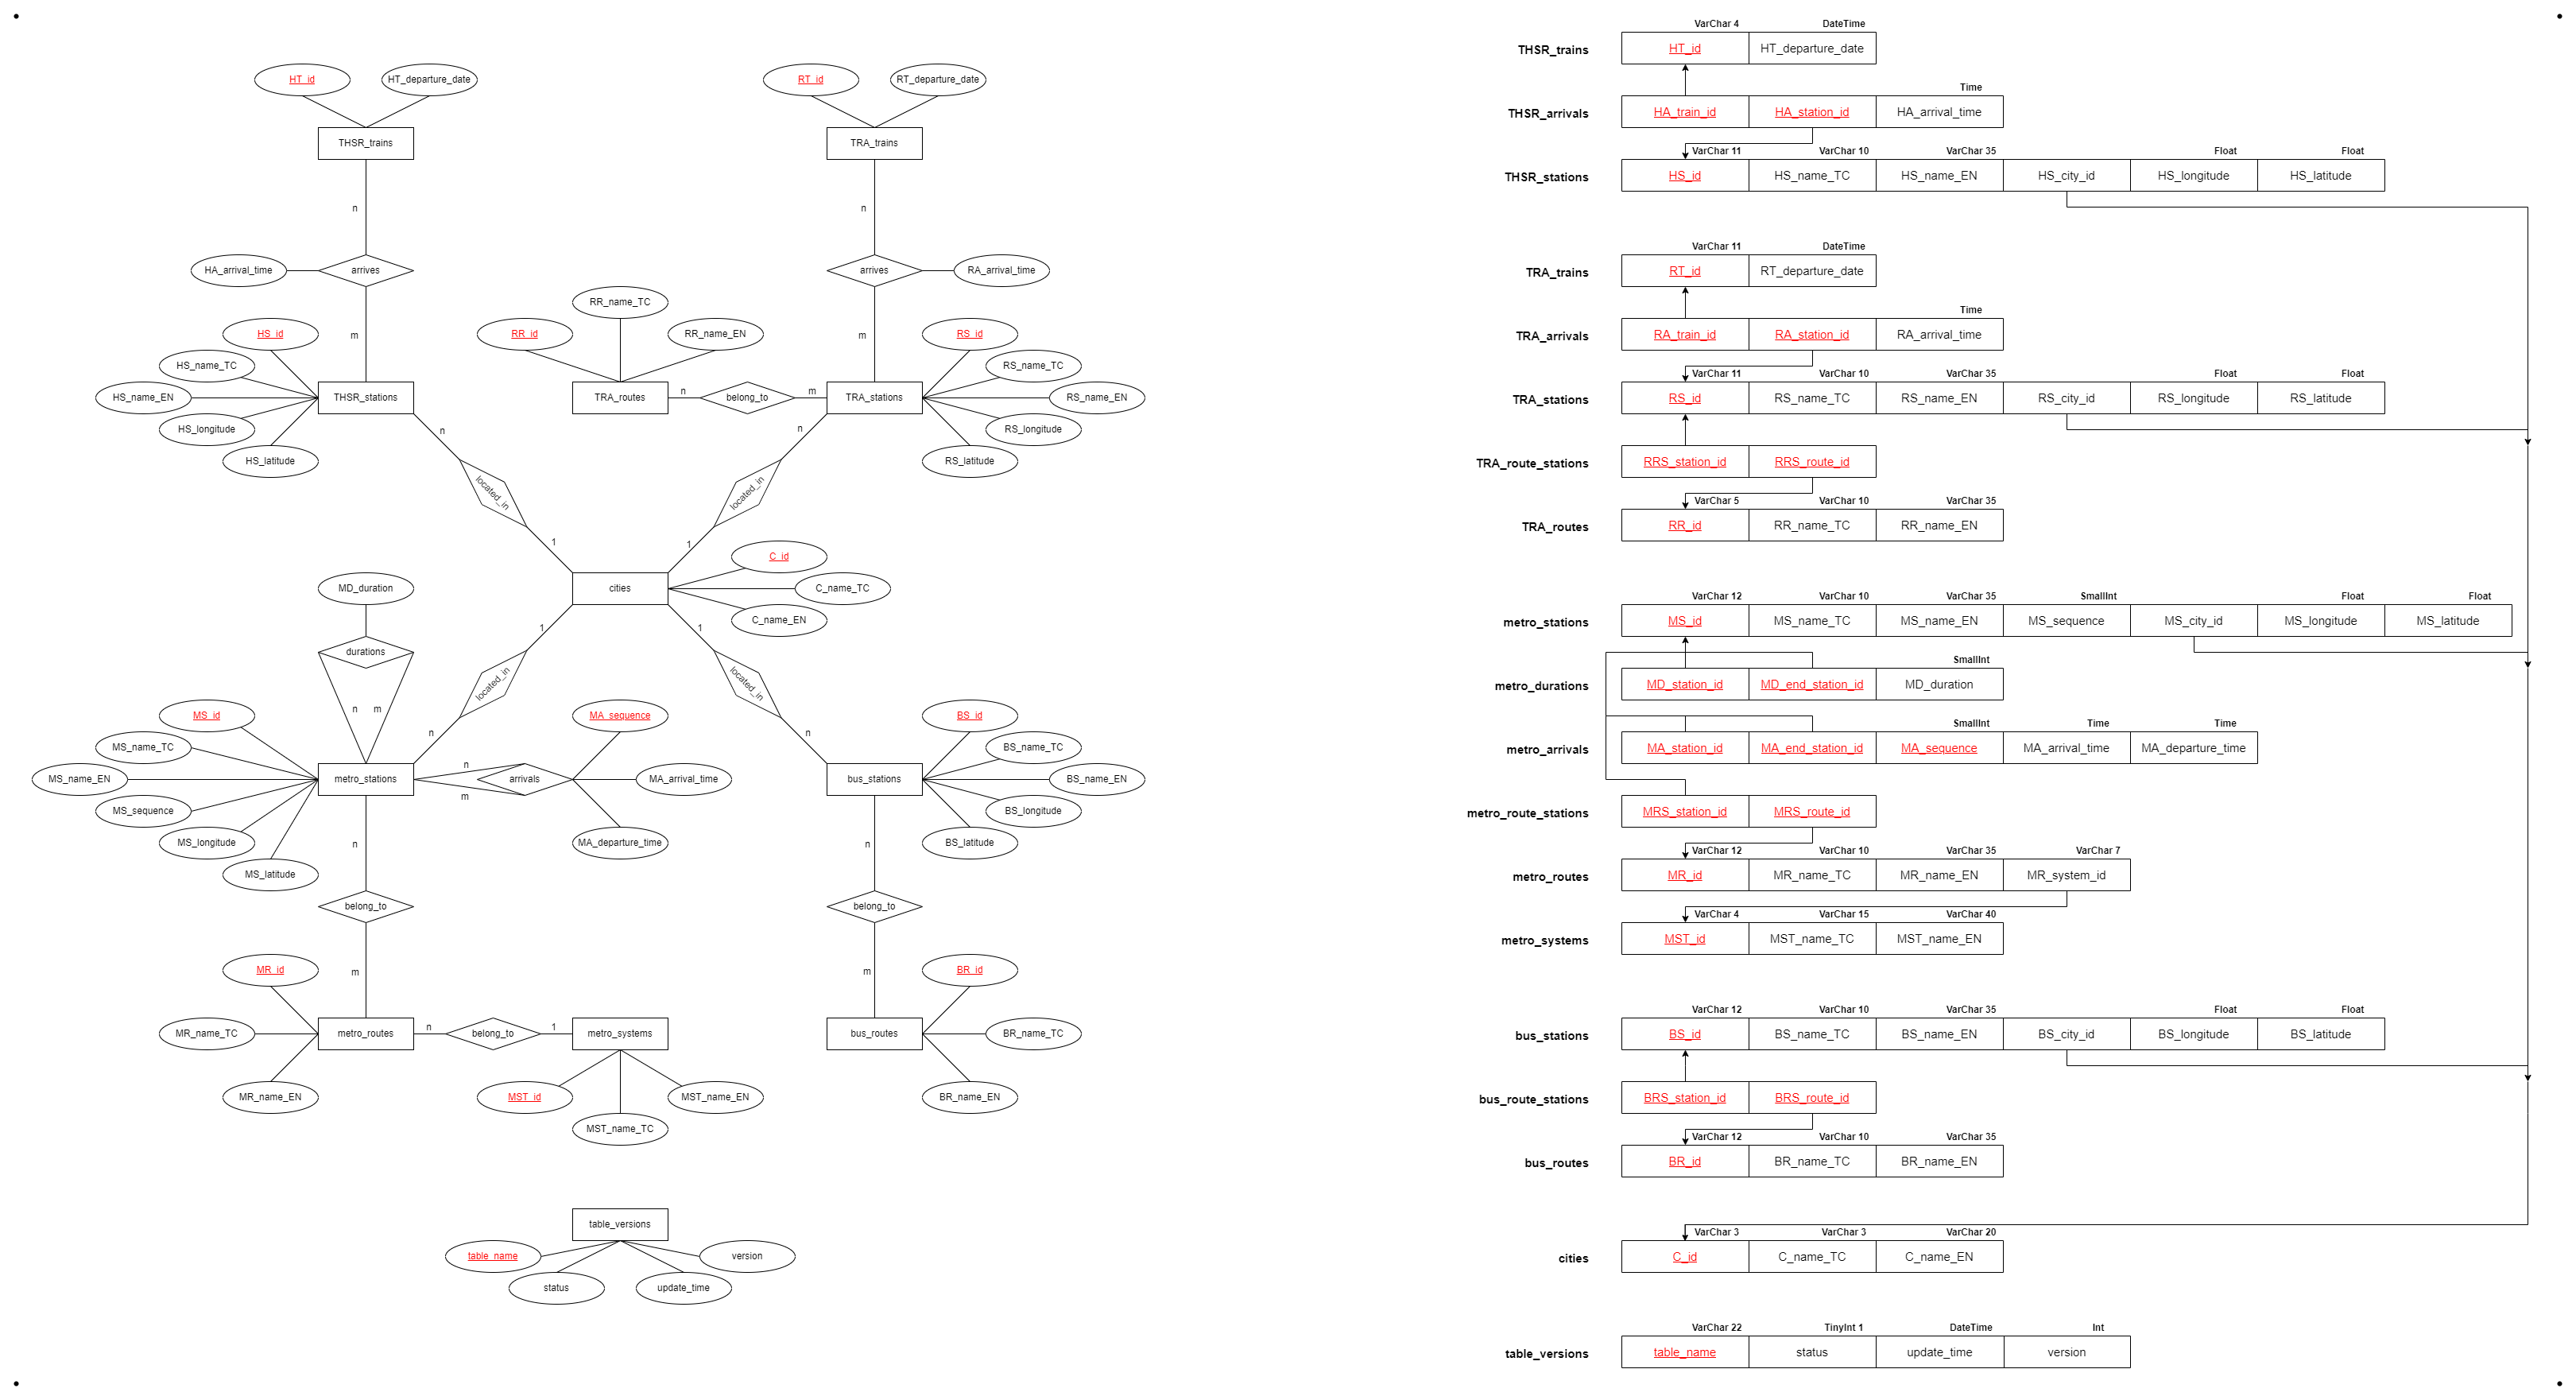 HT_id
HT_departure_date
THSR_trains
n
HA_arrival_time
arrives
m
HS_id
HS_name_TC
HS_name_EN
THSR_stations
HS_longitude
HS_latitude
n
located_in
1
RT_id
RT_departure_date
TRA_trains
n
arrives
RA_arrival_time
m
RR_name_TC
RR_id
RR_name_EN
TRA_routes
n
belong_to
m
TRA_stations
RS_id
RS_name_TC
RS_name_EN
RS_longitude
RS_latitude
n
located_in
1
cities
C_id
C_name_TC
C_name_EN
1
located_in
n
1
located_in
n
MD_duration
durations
n m
MS_id
MS_name_TC
MS_name_EN
MS_sequence
MS_longitude
MS_latitude
metro_stations
n
m
arrivals
MA_sequence
MA_arrival_time
MA_departure_time
n
belong_to
m
MR_id
MR_name_TC
MR_name_EN
metro_routes
n
belong_to
1
metro_systems
MST_id
MST_name_TC
MST_name_EN
BS_id
BS_name_TC
BS_name_EN
BS_longitude
BS_latitude
bus_stations
n
belong_to
m
bus_routes
BR_id
BR_name_TC
BR_name_EN
table_versions
table_name
status
update_time
version
VarChar 4 DateTime
THSR_trains HT_id HT_departure_date
Time
THSR_arrivals HA_train_id HA_station_id HA_arrival_time
VarChar 11 VarChar 10 VarChar 35 Float Float
THSR_stations HS_id HS_name_TC HS_name_EN HS_city_id HS_longitude HS_latitude
VarChar 11 DateTime
TRA_trains RT_id RT_departure_date
Time
TRA_arrivals RA_train_id RA_station_id RA_arrival_time
VarChar 11 VarChar 10 VarChar 35 Float Float
TRA_stations RS_id RS_name_TC RS_name_EN RS_city_id RS_longitude RS_latitude
TRA_route_stations RRS_station_id RRS_route_id
VarChar 5 VarChar 10 VarChar 35
TRA_routes RR_id RR_name_TC RR_name_EN
VarChar 12 VarChar 10 VarChar 35 SmallInt Float Float
metro_stations MS_id MS_name_TC MS_name_EN MS_sequence MS_city_id MS_longitude MS_latitude
SmallInt
metro_durations MD_station_id MD_end_station_id MD_duration
SmallInt Time Time
metro_arrivals MA_station_id MA_end_station_id MA_sequence MA_arrival_time MA_departure_time
metro_route_stations MRS_station_id MRS_route_id
VarChar 12 VarChar 10 VarChar 35 VarChar 7
metro_routes MR_id MR_name_TC MR_name_EN MR_system_id
VarChar 4 VarChar 15 VarChar 40
metro_systems MST_id MST_name_TC MST_name_EN
VarChar 12 VarChar 10 VarChar 35 Float Float
bus_stations BS_id BS_name_TC BS_name_EN BS_city_id BS_longitude BS_latitude
bus_route_stations BRS_station_id BRS_route_id
VarChar 12 VarChar 10 VarChar 35
bus_routes BR_id BR_name_TC BR_name_EN
VarChar 3 VarChar 3 VarChar 20
cities C_id C_name_TC C_name_EN
VarChar 22 TinyInt 1 DateTime Int
table_versions table_name status update_time version